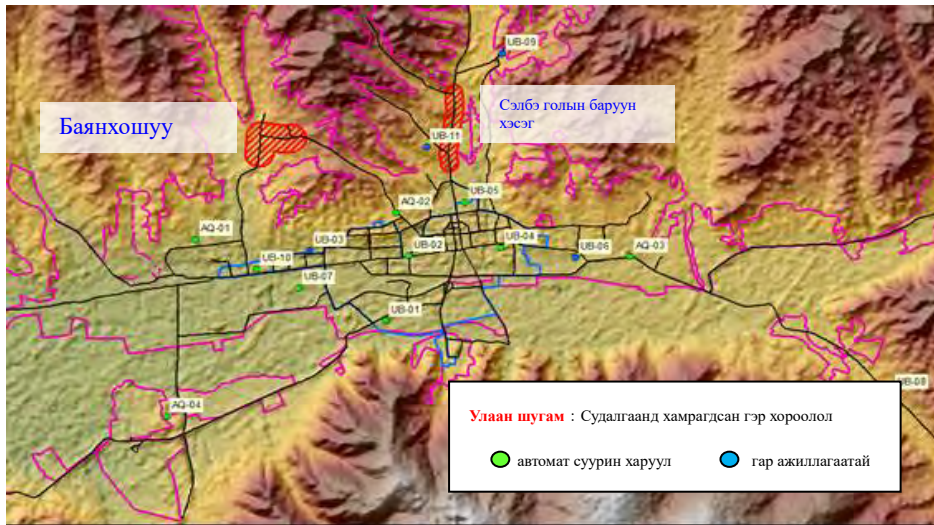 UB-09
Баянхошуу
Сэлбэ голын баруун
хэсэг
UB-11
UB-05
AQ-02
AQ-01
UB-03
UB-04
UB-02
UB-06
AQ-03
UB-10
UB-07
UB-01
UB-08
AQ-04
Улаан шугам : Судалгаанд хамрагдсан гэр хороолол
автомат суурин харуул
гар ажиллагаатай